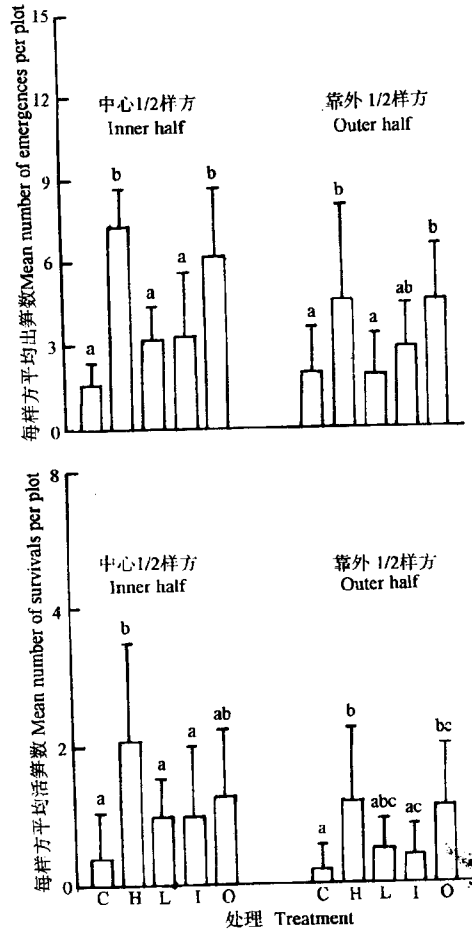 每样方平均出笋数 Mean number of emergences per plot
15
12
9
6
3
0
中心 1/2样方
Inner half
靠外 1/2样方
Outer half
a
b
a
a
b
a
b
a
ab
b
每样方平均活笋数 Mean number of survivals per plot
8
4
2
0
中心1/2样方
Inner half
靠外 1/2样方
Outer half
a
b
a
a
ab
a
b
abc
ac
bc
C H L I O
C H L I O
处理 Treatment